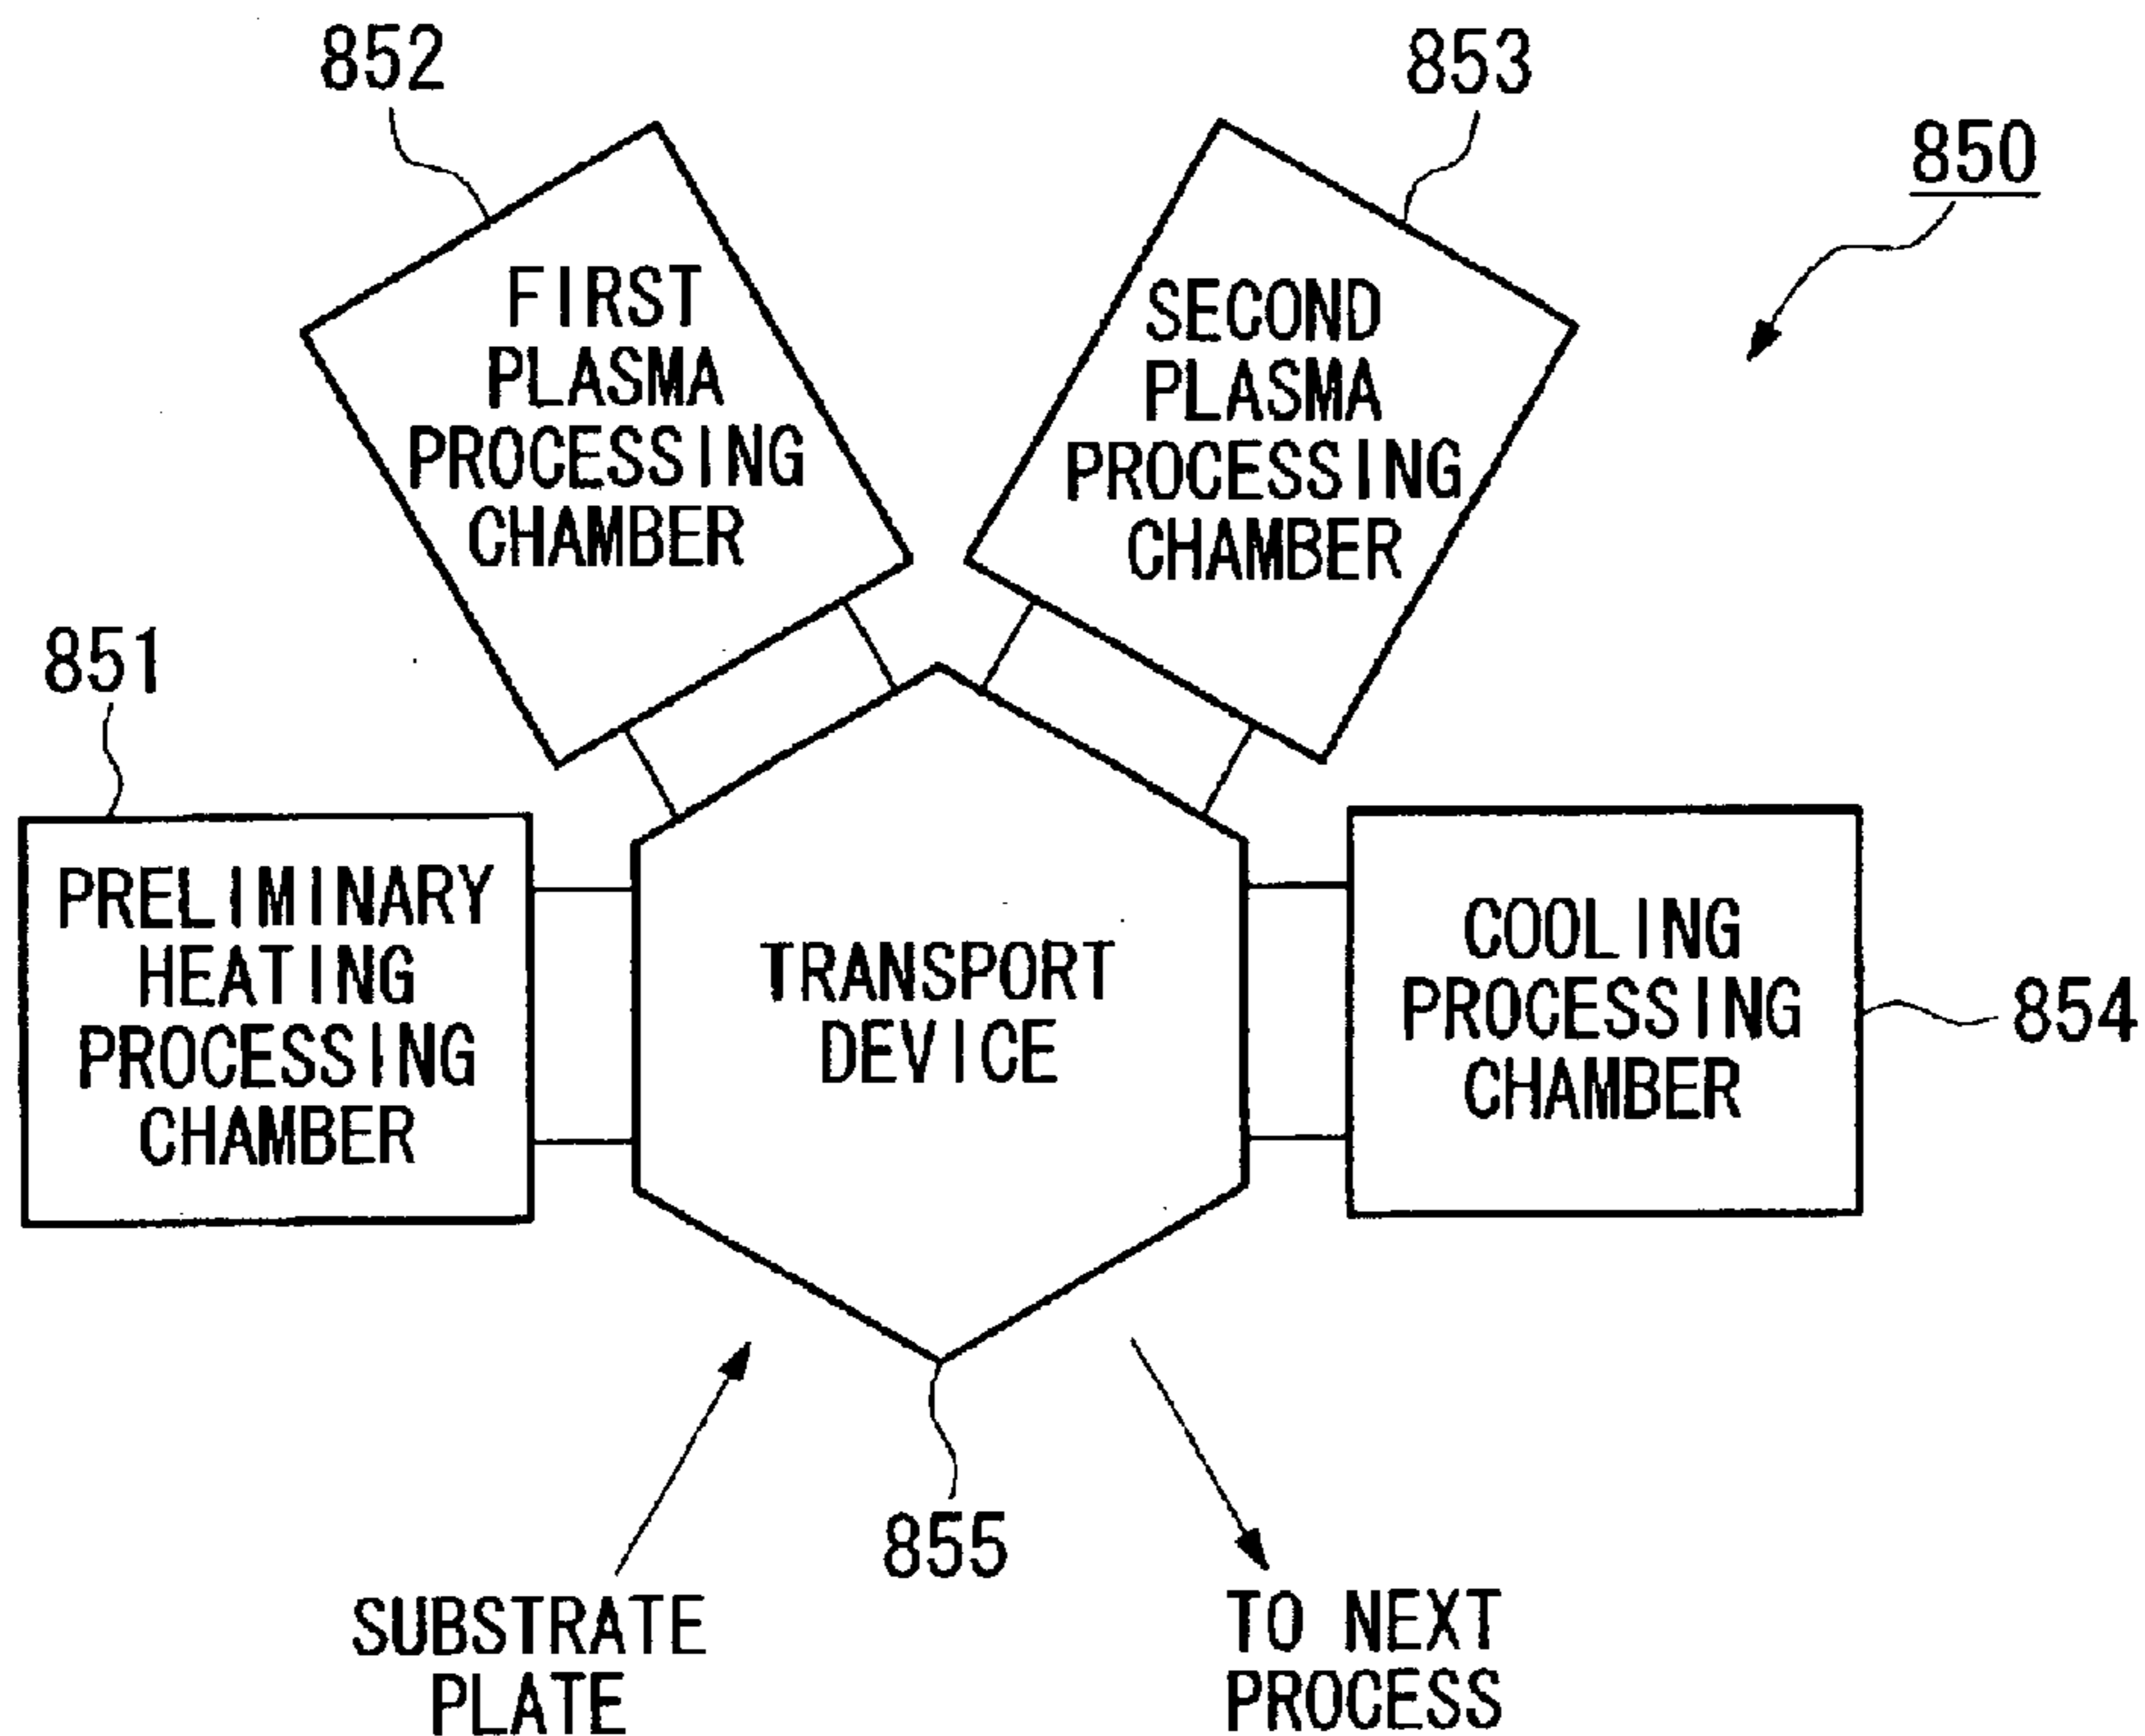 852
853
850
FIRST
PLASMA
PROCESSING
CHAMBER
SECOND
PLASMA
PROCESSING
CHAMBER
851
PRELIMINARY
HEATING
PROCESSING
CHAMBER
TRANSPORT
DEVICE
COOLING
PROCESSING
CHAMBER
854
855
SUBSTRATE
PLATE
TO NEXT
PROCESS